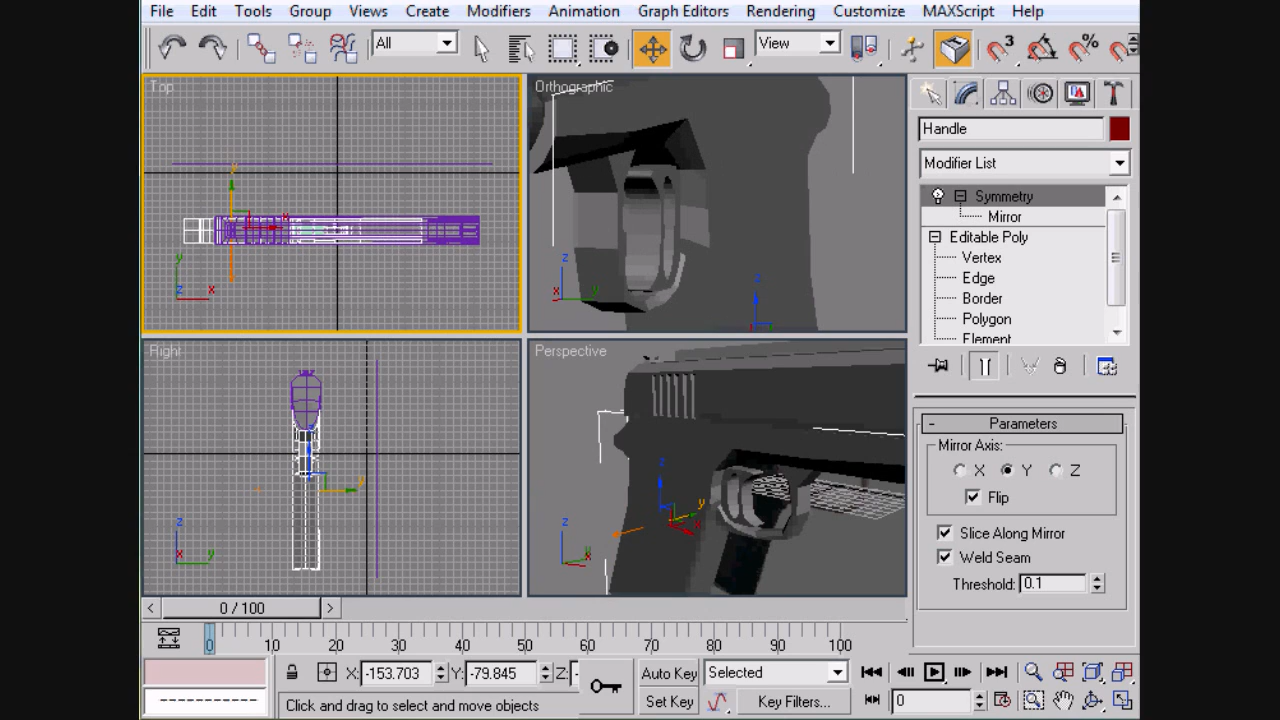 File Edit Tools Group Views Create Modifiers Animation Graph Editors Rendering Customize MAXScript Help
All View 3 %
Top Orthographic
Handle
Modifier List
Symmetry
Mirror
Editable Poly
Vertex
Edge
Border
Polygon
Element
y x y z x
z z x y
Right Perspective
Parameters
Mirror Axis:
X Y Z
Flip
Slice Along Mirror
Weld Seam
Threshold: 0.1
z y z x y
z y x
< 0 / 100 >
0 10 20 30 40 50 60 70 80 90 100
X: -153.703 Y: -79.845 Z: Auto Key Selected
Click and drag to select and move objects Set Key Key Filters... 0